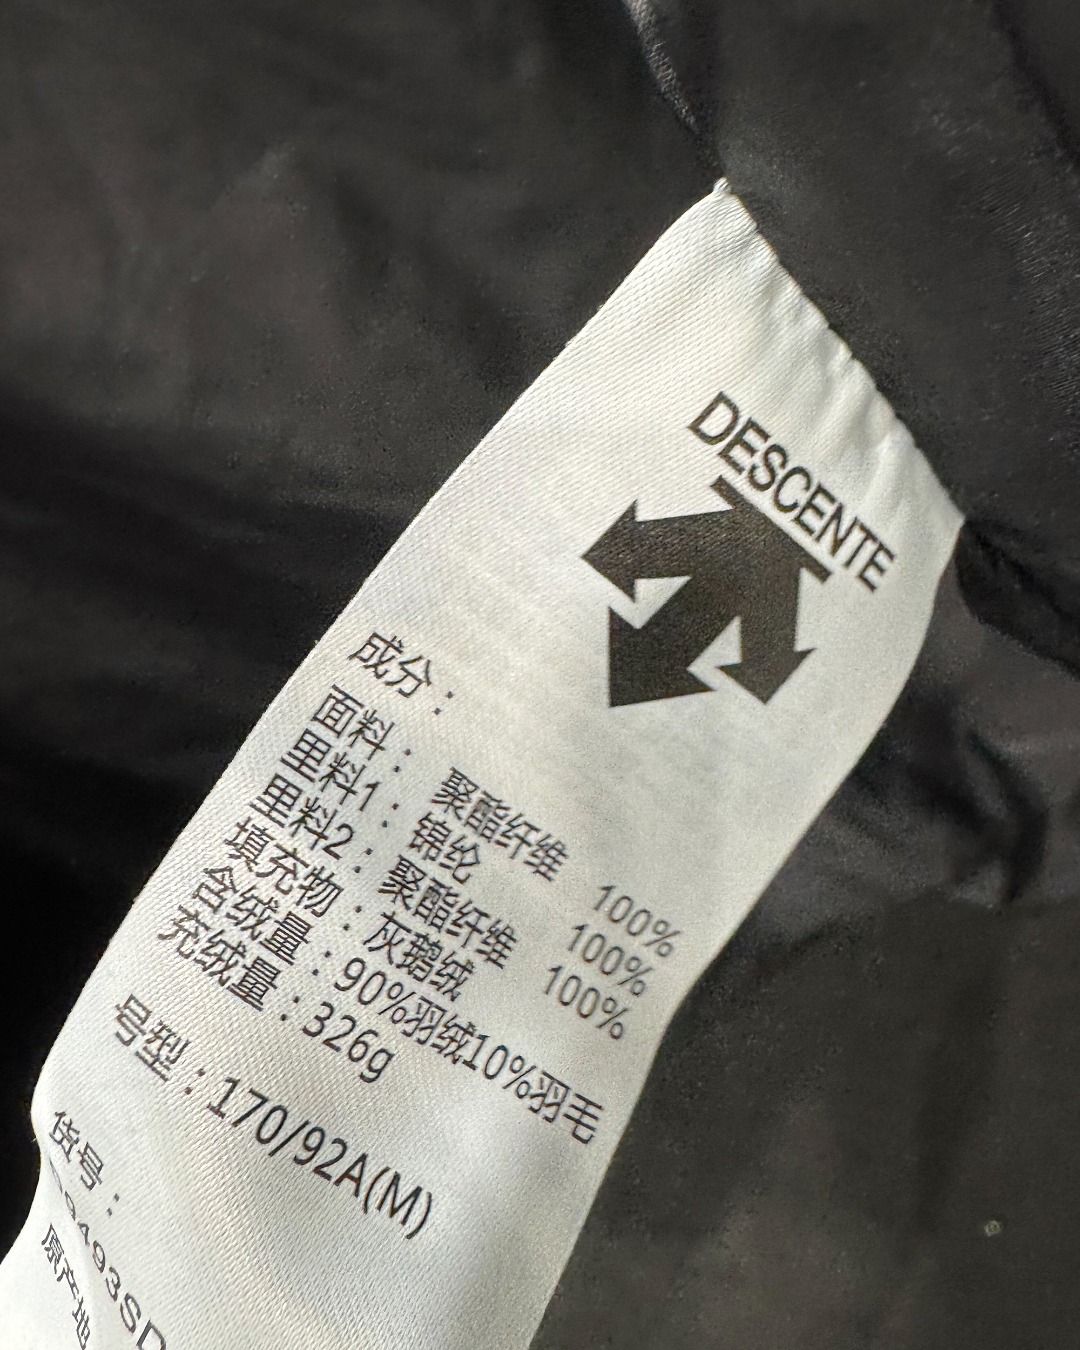 DESCENTE
成分：
面料： 聚酯纤维 100%
里料1： 锦纶 100%
里料2： 聚酯纤维 100%
填充物：灰鹅绒
含绒量：90%羽绒10%羽毛
充绒量：326g
号型：170/92A(M)
货号：
原产地